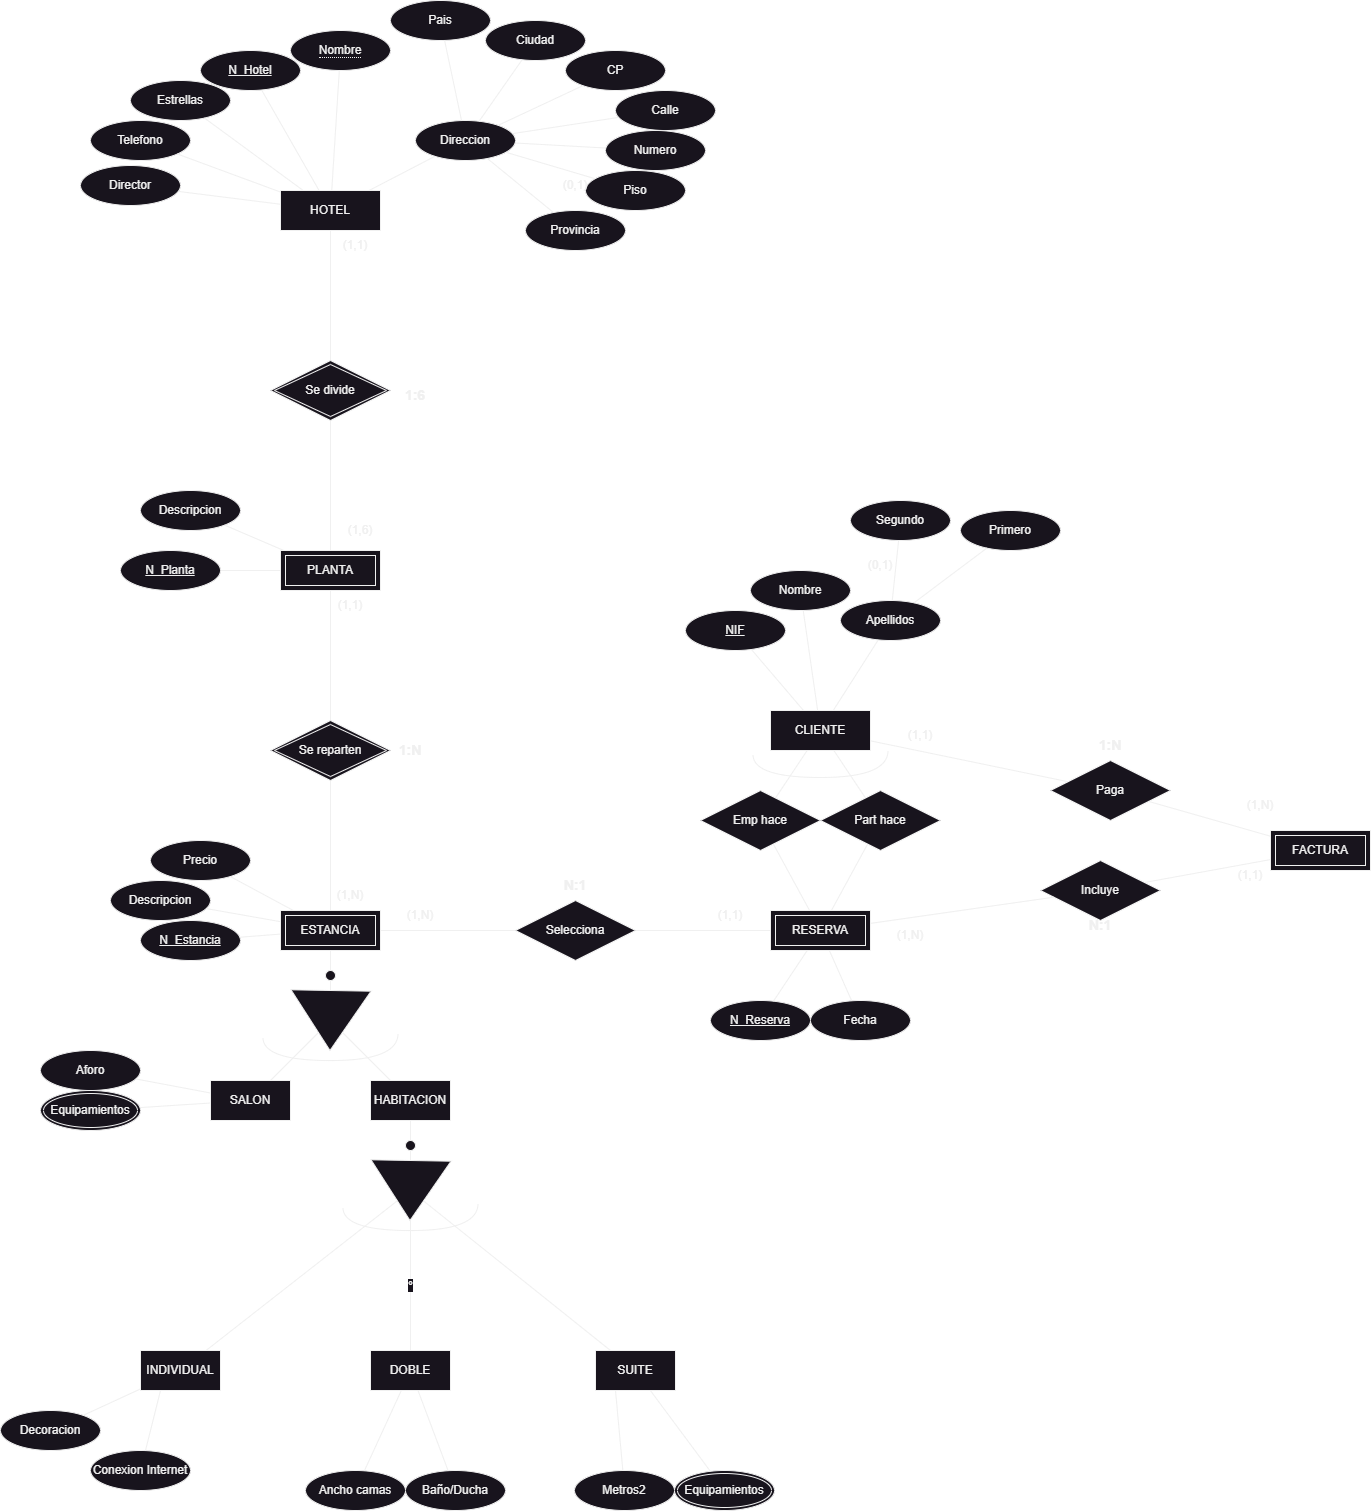 Pais
Ciudad
Nombre
N_Hotel
CP
Estrellas
Calle
Telefono
Direccion
Numero
Director
(0,1)
Piso
HOTEL
Provincia
(1,1)
Se divide
1:6
Descripcion
(1,6)
N_Planta
PLANTA
(1,1)
Segundo
Primero
(0,1)
Nombre
NIF
Apellidos
CLIENTE
(1,1)
Se reparten
1:N
1:N
Paga
(1,N)
Emp hace
Part hace
FACTURA
(1,1)
Precio
Descripcion
(1,N)
N_Estancia
ESTANCIA
(1,N)
N:1
Selecciona
(1,1)
RESERVA
(1,N)
Incluye
N:1
N_Reserva
Fecha
Aforo
Equipamientos
SALON
HABITACION
INDIVIDUAL
DOBLE
SUITE
Decoracion
Conexion Internet
Ancho camas
Baño/Ducha
Metros2
Equipamientos